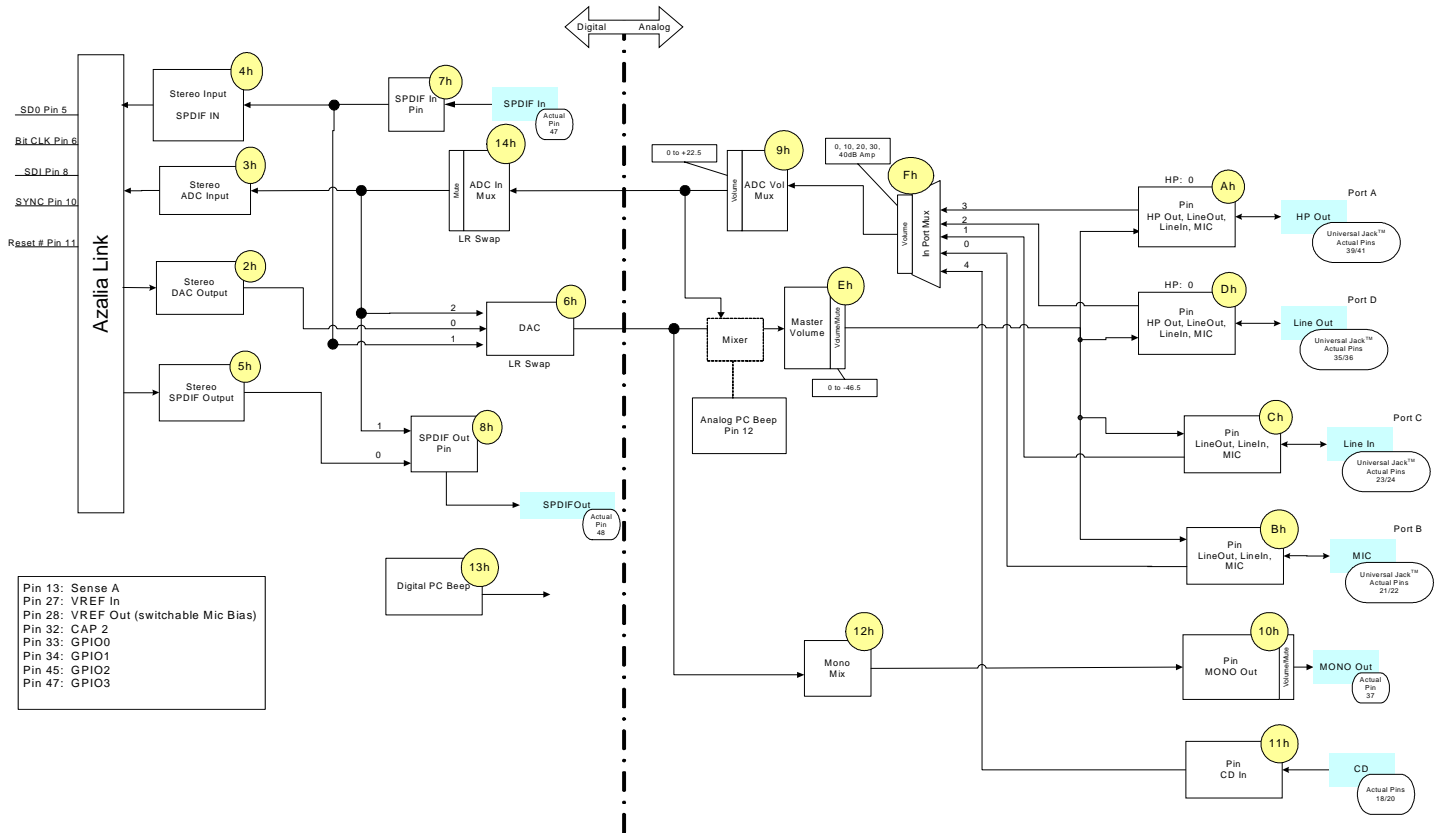 Digital
Analog
Azalia Link
SD0 Pin 5
Bit CLK Pin 6
SDI Pin 8
SYNC Pin 10
Reset # Pin 11
4h
Stereo Input
SPDIF IN
7h
SPDIF In
Pin
SPDIF In
Actual
Pin
47
3h
Stereo
ADC Input
14h
Mute
ADC In
Mux
LR Swap
2h
Stereo
DAC Output
2
0
1
6h
DAC
LR Swap
5h
Stereo
SPDIF Output
1
0
8h
SPDIF Out
Pin
SPDIFOut
Actual
Pin
48
13h
Digital PC Beep
Pin 13: Sense A
Pin 27: VREF In
Pin 28: VREF Out (switchable Mic Bias)
Pin 32: CAP 2
Pin 33: GPIO0
Pin 34: GPIO1
Pin 45: GPIO2
Pin 47: GPIO3
0 to +22.5
9h
Volume
ADC Vol
Mux
0, 10, 20, 30,
40dB Amp
Fh
Volume
In Port Mux
3
2
1
0
4
Mixer
Eh
Master
Volume
Volume/Mute
0 to -46.5
Analog PC Beep
Pin 12
HP: 0
Ah
Pin
HP Out, LineOut,
LineIn, MIC
Port A
HP Out
Universal Jack™
Actual Pins
39/41
HP: 0
Dh
Pin
HP Out, LineOut,
LineIn, MIC
Port D
Line Out
Universal Jack™
Actual Pins
35/36
Ch
Pin
LineOut, LineIn,
MIC
Port C
Line In
Universal Jack™
Actual Pins
23/24
Bh
Pin
LineOut, LineIn,
MIC
Port B
MIC
Universal Jack™
Actual Pins
21/22
12h
Mono
Mix
10h
Pin
MONO Out
Volume/Mute
MONO Out
Actual
Pin
37
11h
Pin
CD In
CD
Actual Pins
18/20